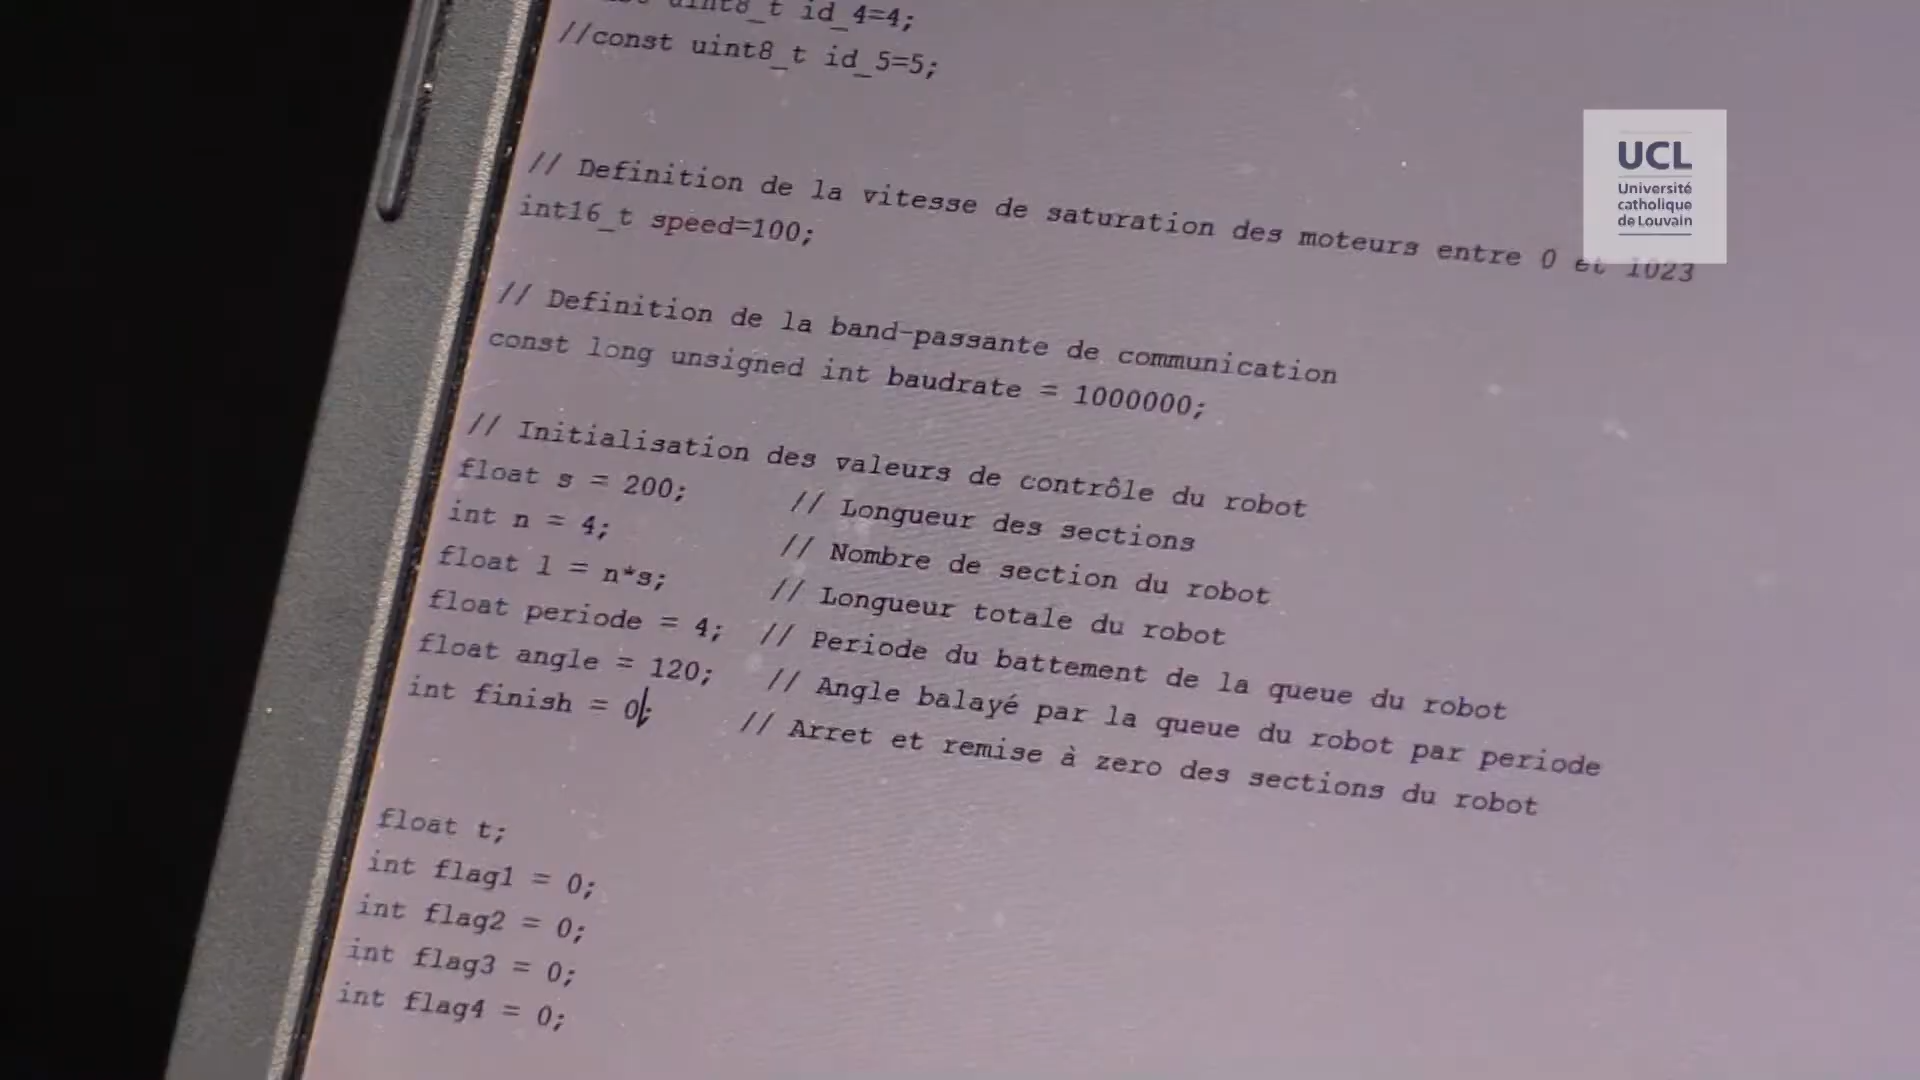 uint8_t id_4=4;
//const uint8_t id_5=5;
// Definition de la vitesse de saturation des moteurs entre 0 et 1023
int16_t speed=100;
// Definition de la band-passante de communication
const long unsigned int baudrate = 1000000;
// Initialisation des valeurs de contrôle du robot
float s = 200; // Longueur des sections
int n = 4; // Nombre de section du robot
float l = n*s; // Longueur totale du robot
float periode = 4; // Periode du battement de la queue du robot
float angle = 120; // Angle balayé par la queue du robot par periode
int finish = 0; // Arret et remise à zero des sections du robot
float t;
int flag1 = 0;
int flag2 = 0;
int flag3 = 0;
int flag4 = 0;
UCL
Université
catholique
de Louvain